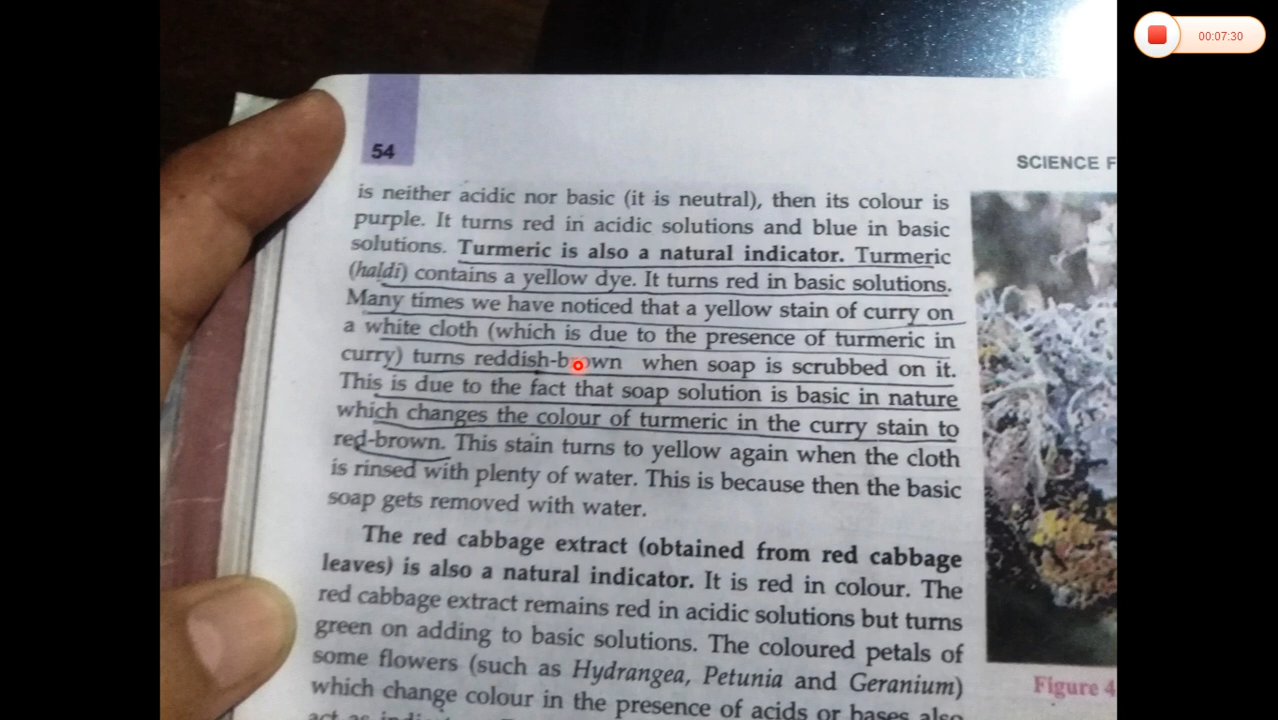 00:07:30
54
SCIENCE F
is neither acidic nor basic (it is neutral), then its colour is
purple. It turns red in acidic solutions and blue in basic
solutions. Turmeric is also a natural indicator. Turmeric
(haldi) contains a yellow dye. It turns red in basic solutions.
Many times we have noticed that a yellow stain of curry on
a white cloth (which is due to the presence of turmeric in
curry) turns reddish-brown when soap is scrubbed on it.
This is due to the fact that soap solution is basic in nature
which changes the colour of turmeric in the curry stain to
red-brown. This stain turns to yellow again when the cloth
is rinsed with plenty of water. This is because then the basic
soap gets removed with water.
The red cabbage extract (obtained from red cabbage
leaves) is also a natural indicator. It is red in colour. The
red cabbage extract remains red in acidic solutions but turns
green on adding to basic solutions. The coloured petals of
some flowers (such as Hydrangea, Petunia and Geranium)
which change colour in the presence of acids or bases also
Figure 4